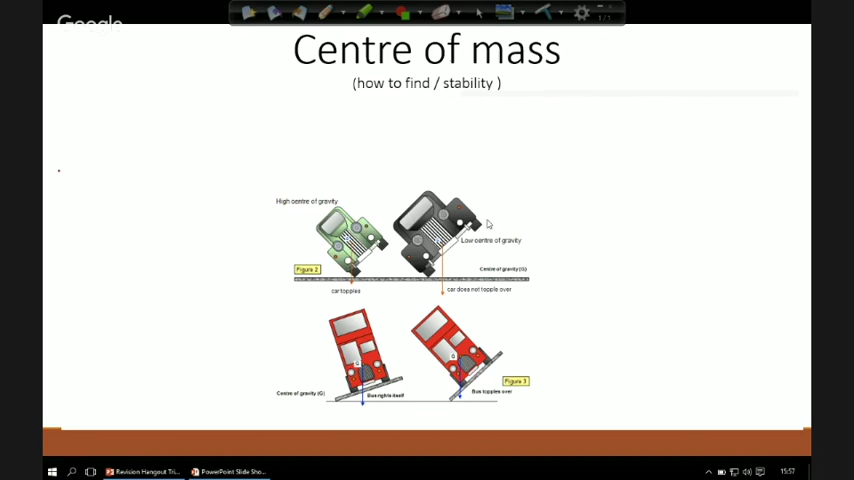 Google
1/1
Centre of mass
(how to find / stability )
High centre of gravity
Low centre of gravity
Figure 2
Centre of gravity (G)
car topples
car does not topple over
G
G
Figure 3
Centre of gravity (G)
Bus rights itself
Bus topples over
Revision Hangout Tri...
PowerPoint Slide Sho...
15:57